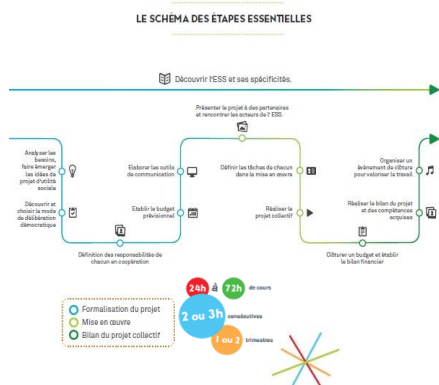 LE SCHÉMA DES ÉTAPES ESSENTIELLES
Découvrir l'ESS et ses spécificités.
Présenter le projet à des partenaires
et rencontrer les acteurs de l' ESS.
Analyser les
besoins,
faire émerger
les idées de
projet d'utilité
sociale
Elaborer les outils
de communication
Définir les tâches de chacun
dans la mise en œuvre
Organiser un
évènement de clôture
pour valoriser le travail
Découvrir et
choisir le mode
de délibération
démocratique
Etablir le budget
prévisionnel
Réaliser le
projet collectif
Réaliser le bilan du projet
et des compétences
acquises
Définition des responsabilités de
chacun en coopération
Clôturer un budget et établir
le bilan financier
24h à 72h de cours
2 ou 3h consécutives
1 ou 2 trimestres
Formalisation du projet
Mise en œuvre
Bilan du projet collectif